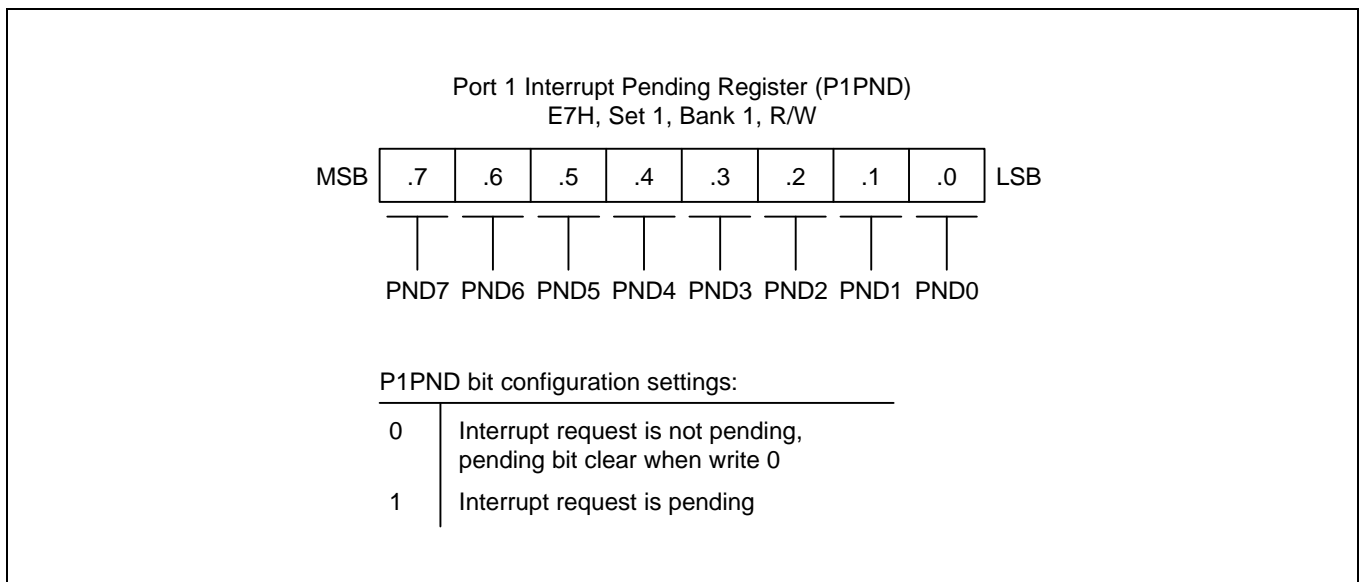 Port 1 Interrupt Pending Register (P1PND)
E7H, Set 1, Bank 1, R/W
MSB .7 .6 .5 .4 .3 .2 .1 .0 LSB
PND7 PND6 PND5 PND4 PND3 PND2 PND1 PND0
P1PND bit configuration settings:
0 Interrupt request is not pending,
pending bit clear when write 0
1 Interrupt request is pending